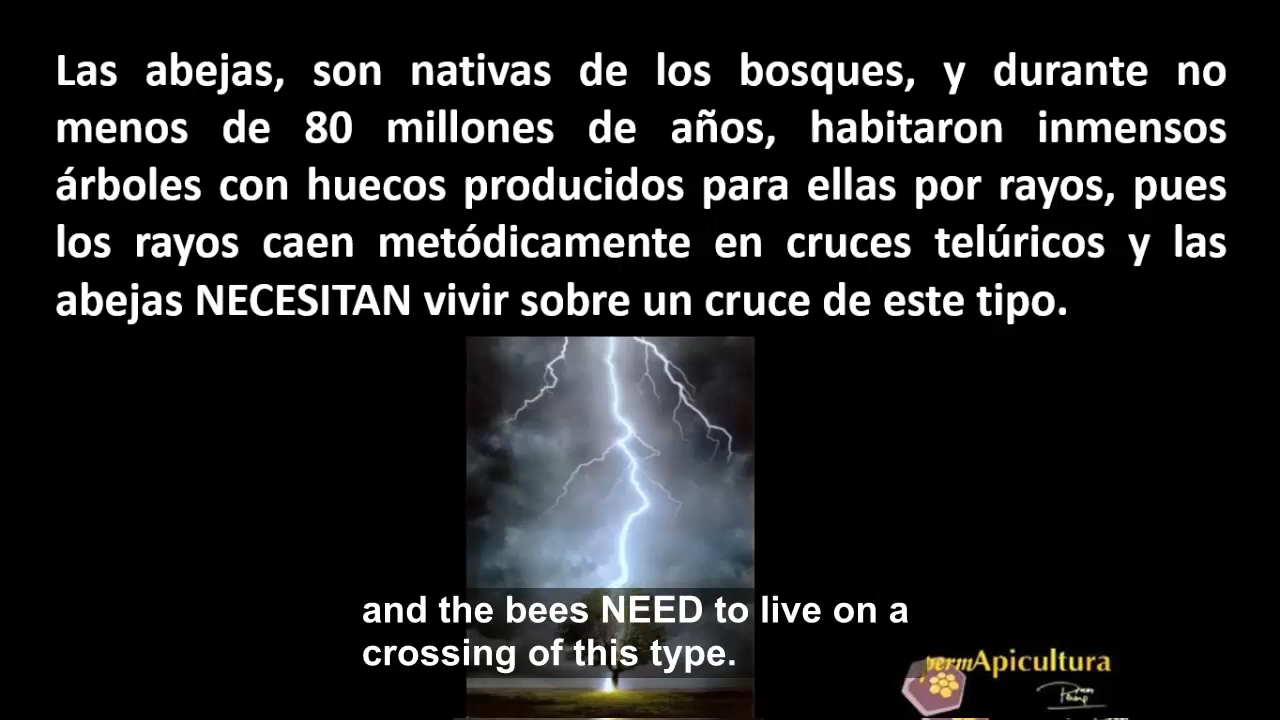 Las abejas, son nativas de los bosques, y durante no
menos de 80 millones de años, habitaron inmensos
árboles con huecos producidos para ellas por rayos, pues
los rayos caen metódicamente en cruces telúricos y las
abejas NECESITAN vivir sobre un cruce de este tipo.
and the bees NEED to live on a
crossing of this type.
permApicultura